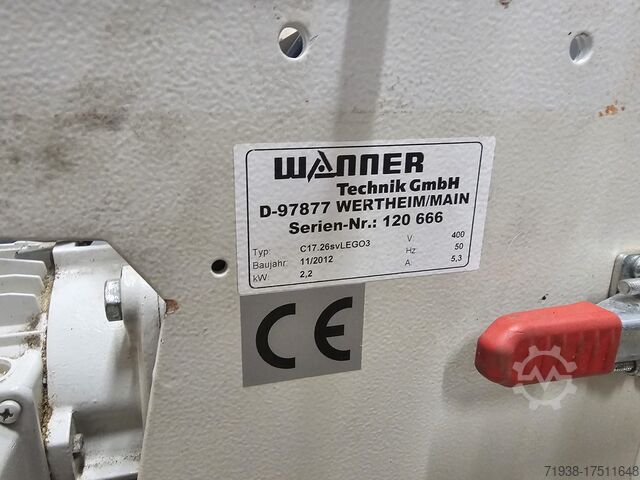 WANNER
Technik GmbH
D-97877 WERTHEIM/MAIN
Serien-Nr.: 120 666
Typ: C17.26svLEGO3 V: 400
Baujahr: 11/2012 Hz: 50
kW: 2,2 A: 5,3
CE
71938-17511648